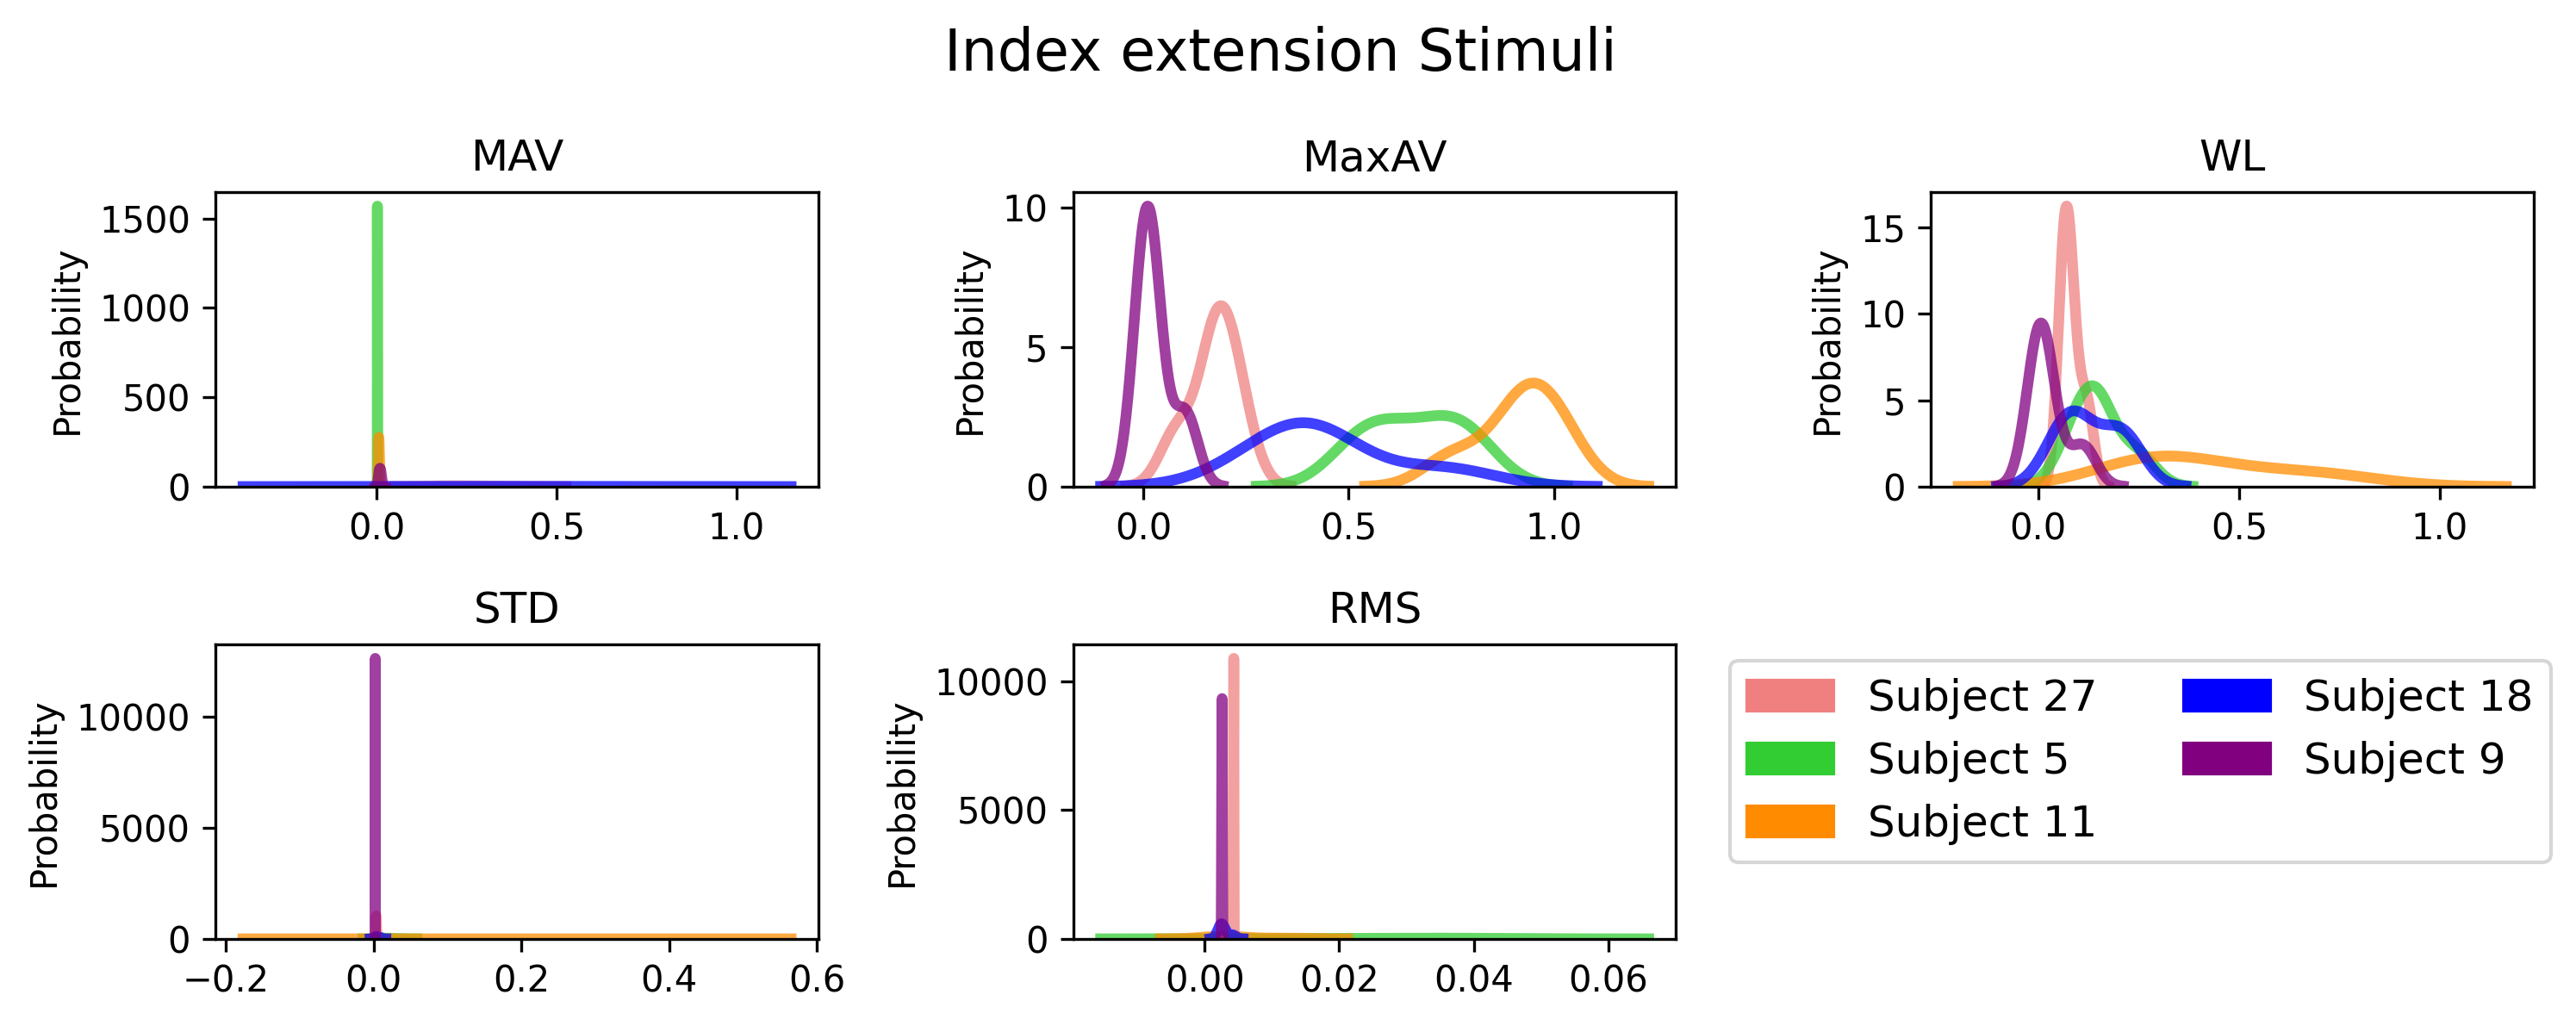 Index extension Stimuli
MAV
Probability
1500
1000
500
0
0.0 0.5 1.0
MaxAV
Probability
10
5
0
0.0 0.5 1.0
WL
Probability
15
10
5
0
0.0 0.5 1.0
STD
Probability
10000
5000
0
−0.2 0.0 0.2 0.4 0.6
RMS
Probability
10000
5000
0
0.00 0.02 0.04 0.06
Subject 27
Subject 5
Subject 11
Subject 18
Subject 9